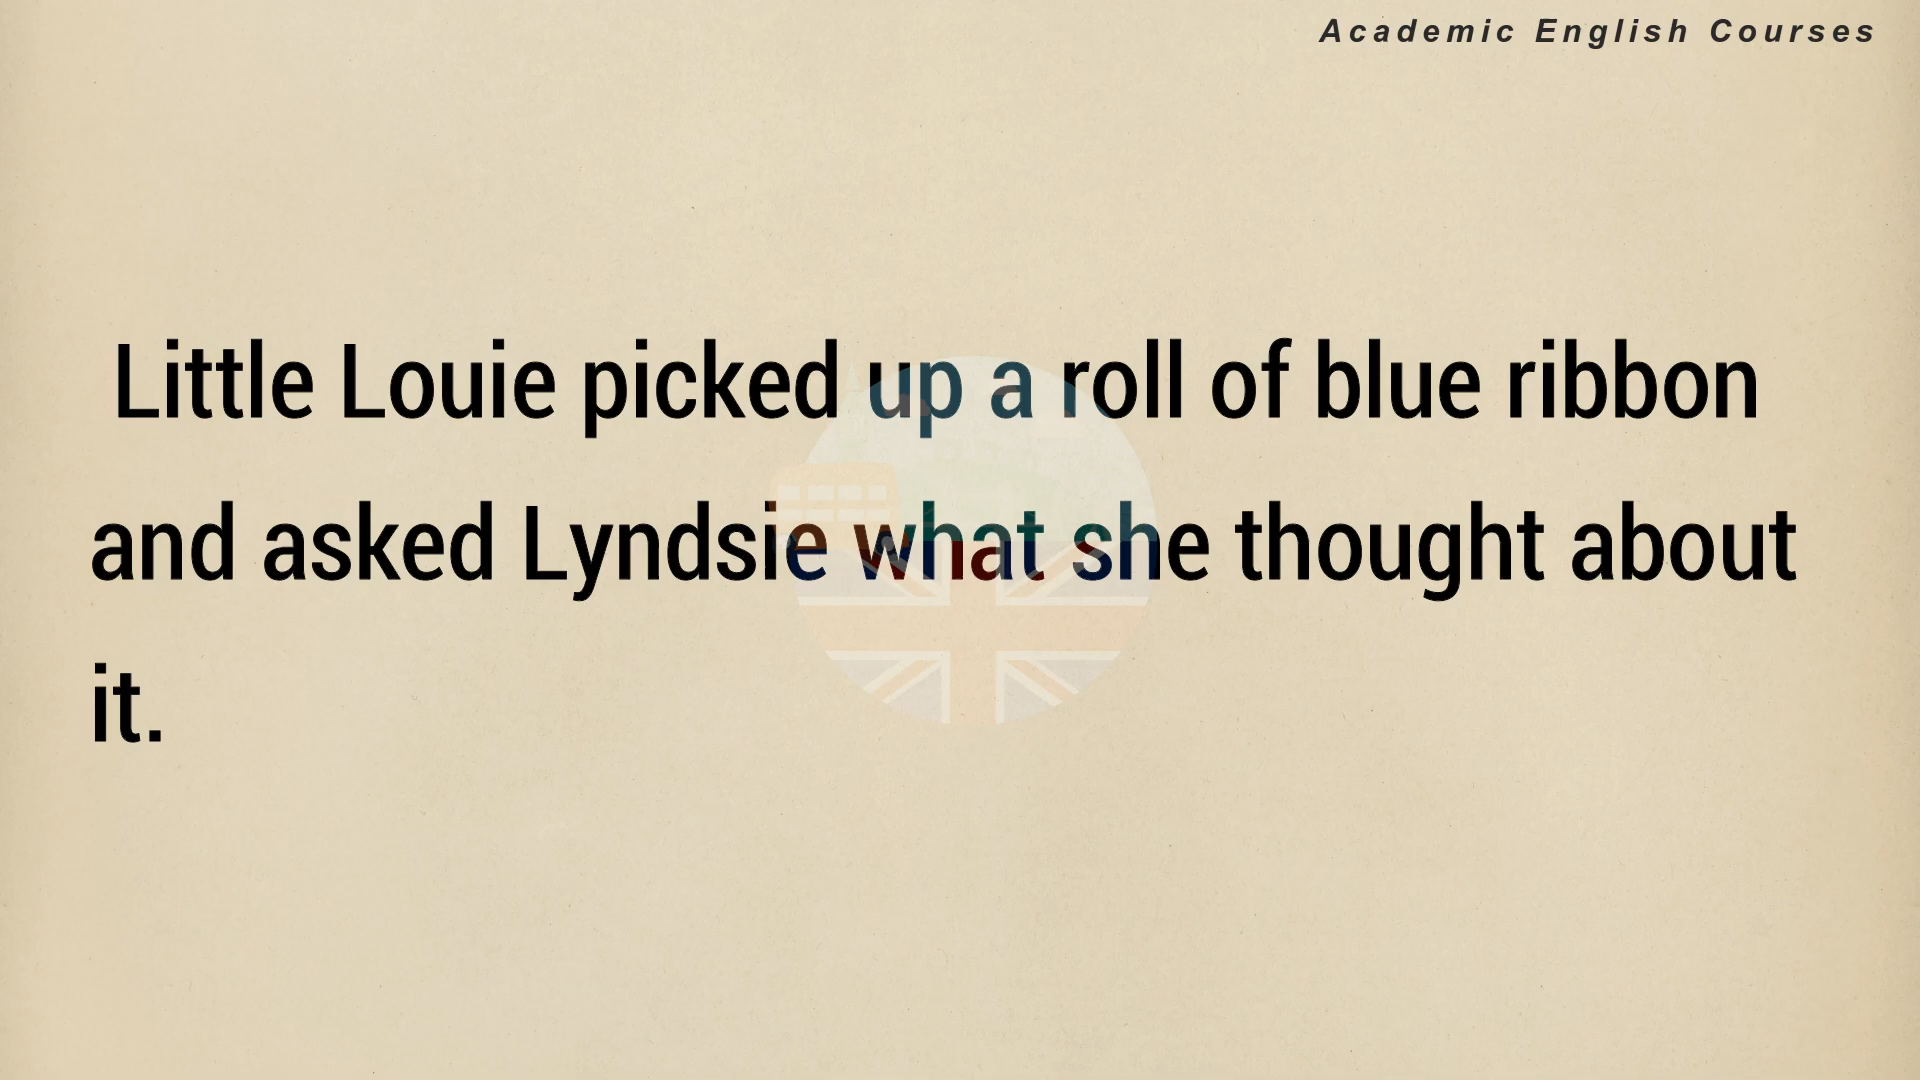 Academic English Courses
Little Louie picked up a roll of blue ribbon
and asked Lyndsie what she thought about
it.